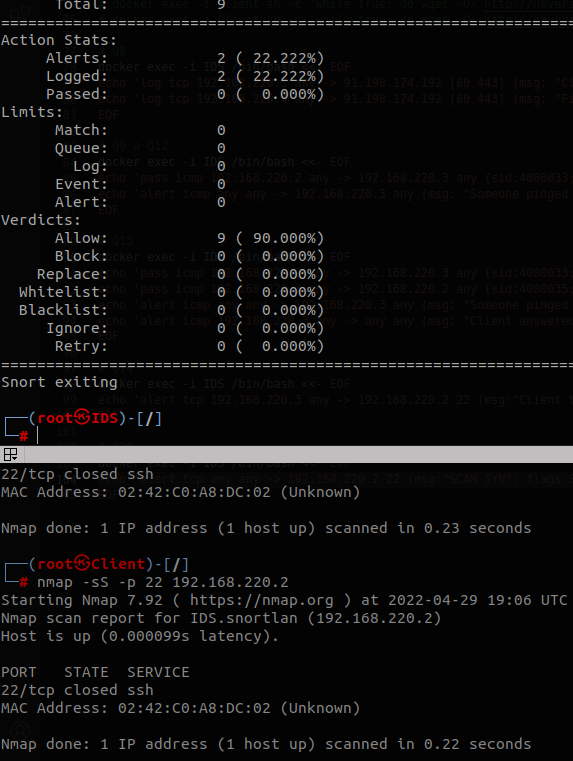 Total: 9
================================================================
Action Stats:
Alerts: 2 ( 22.222%)
Logged: 2 ( 22.222%)
Passed: 0 ( 0.000%)
Limits:
Match: 0
Queue: 0
Log: 0
Event: 0
Alert: 0
Verdicts:
Allow: 9 ( 90.000%)
Block: 0 ( 0.000%)
Replace: 0 ( 0.000%)
Whitelist: 0 ( 0.000%)
Blacklist: 0 ( 0.000%)
Ignore: 0 ( 0.000%)
Retry: 0 ( 0.000%)
================================================================
Snort exiting
┌──(root㉿IDS)-[/]
└─#
22/tcp closed ssh
MAC Address: 02:42:C0:A8:DC:02 (Unknown)
Nmap done: 1 IP address (1 host up) scanned in 0.23 seconds
┌──(root㉿Client)-[/]
└─# nmap -sS -p 22 192.168.220.2
Starting Nmap 7.92 ( https://nmap.org ) at 2022-04-29 19:06 UTC
Nmap scan report for IDS.snortlan (192.168.220.2)
Host is up (0.000099s latency).
PORT STATE SERVICE
22/tcp closed ssh
MAC Address: 02:42:C0:A8:DC:02 (Unknown)
Nmap done: 1 IP address (1 host up) scanned in 0.22 seconds